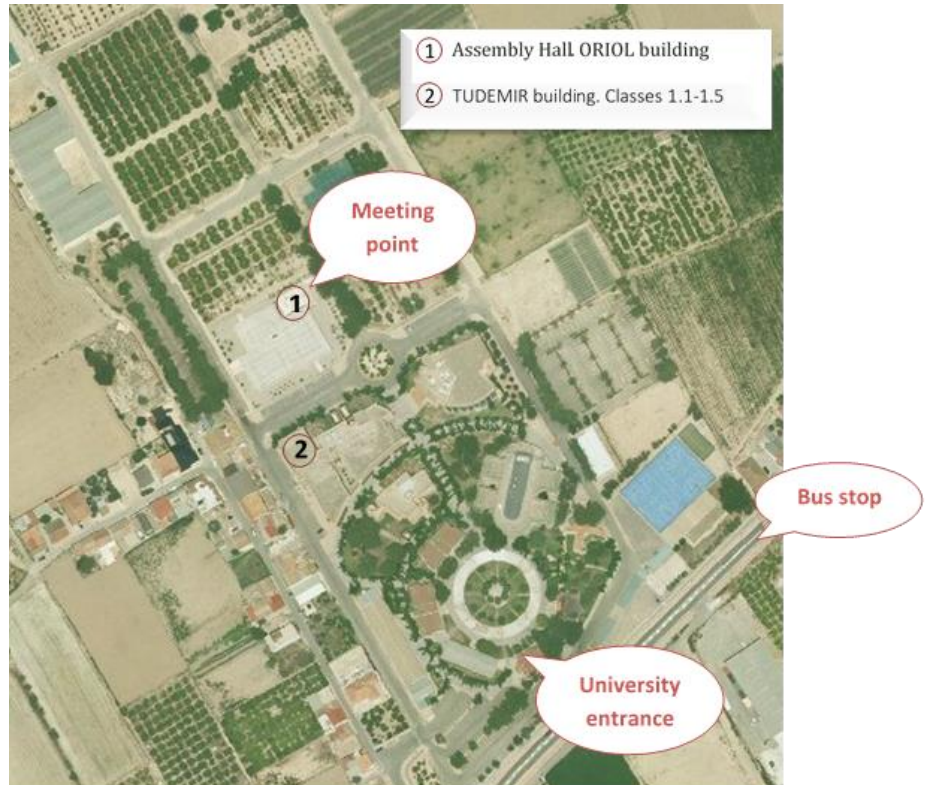 1 Assembly Hall. ORIOL building
2 TUDEMIR building. Classes 1.1-1.5
Meeting
point
1
2
Bus stop
University
entrance